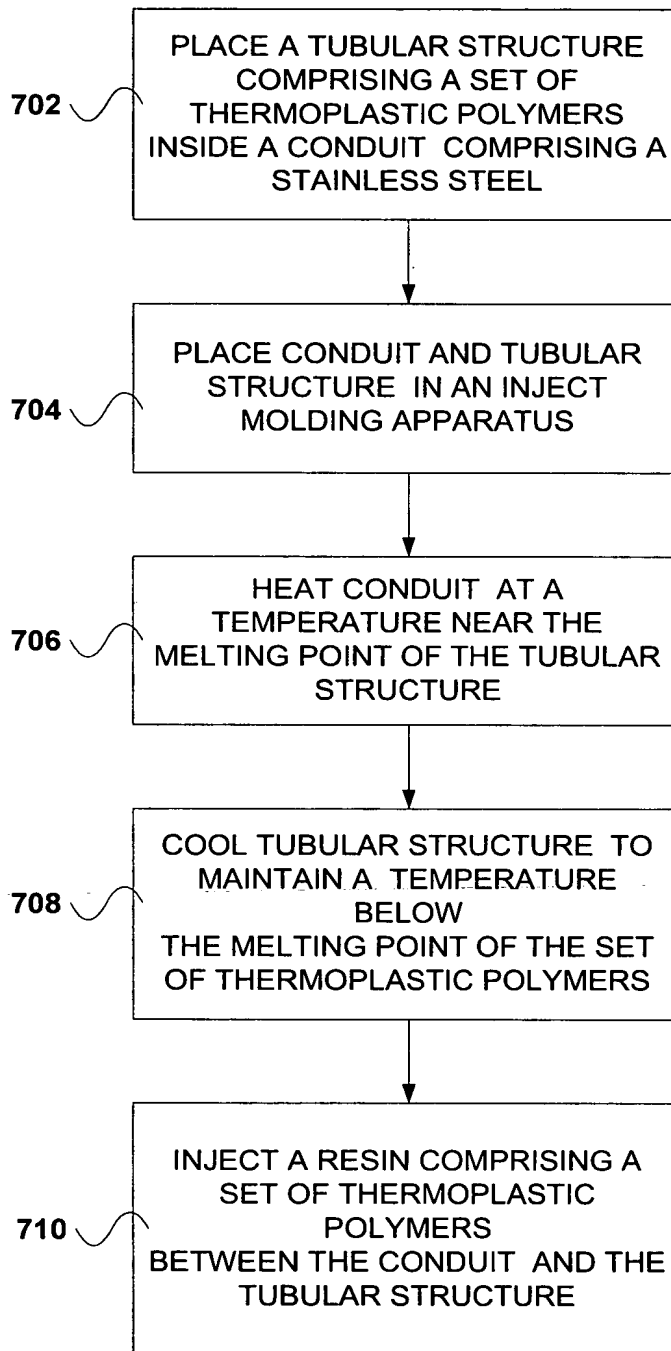 702
PLACE A TUBULAR STRUCTURE
COMPRISING A SET OF
THERMOPLASTIC POLYMERS
INSIDE A CONDUIT COMPRISING A
STAINLESS STEEL
704
PLACE CONDUIT AND TUBULAR
STRUCTURE IN AN INJECT
MOLDING APPARATUS
706
HEAT CONDUIT AT A
TEMPERATURE NEAR THE
MELTING POINT OF THE TUBULAR
STRUCTURE
708
COOL TUBULAR STRUCTURE TO
MAINTAIN A TEMPERATURE
BELOW
THE MELTING POINT OF THE SET
OF THERMOPLASTIC POLYMERS
710
INJECT A RESIN COMPRISING A
SET OF THERMOPLASTIC
POLYMERS
BETWEEN THE CONDUIT AND THE
TUBULAR STRUCTURE